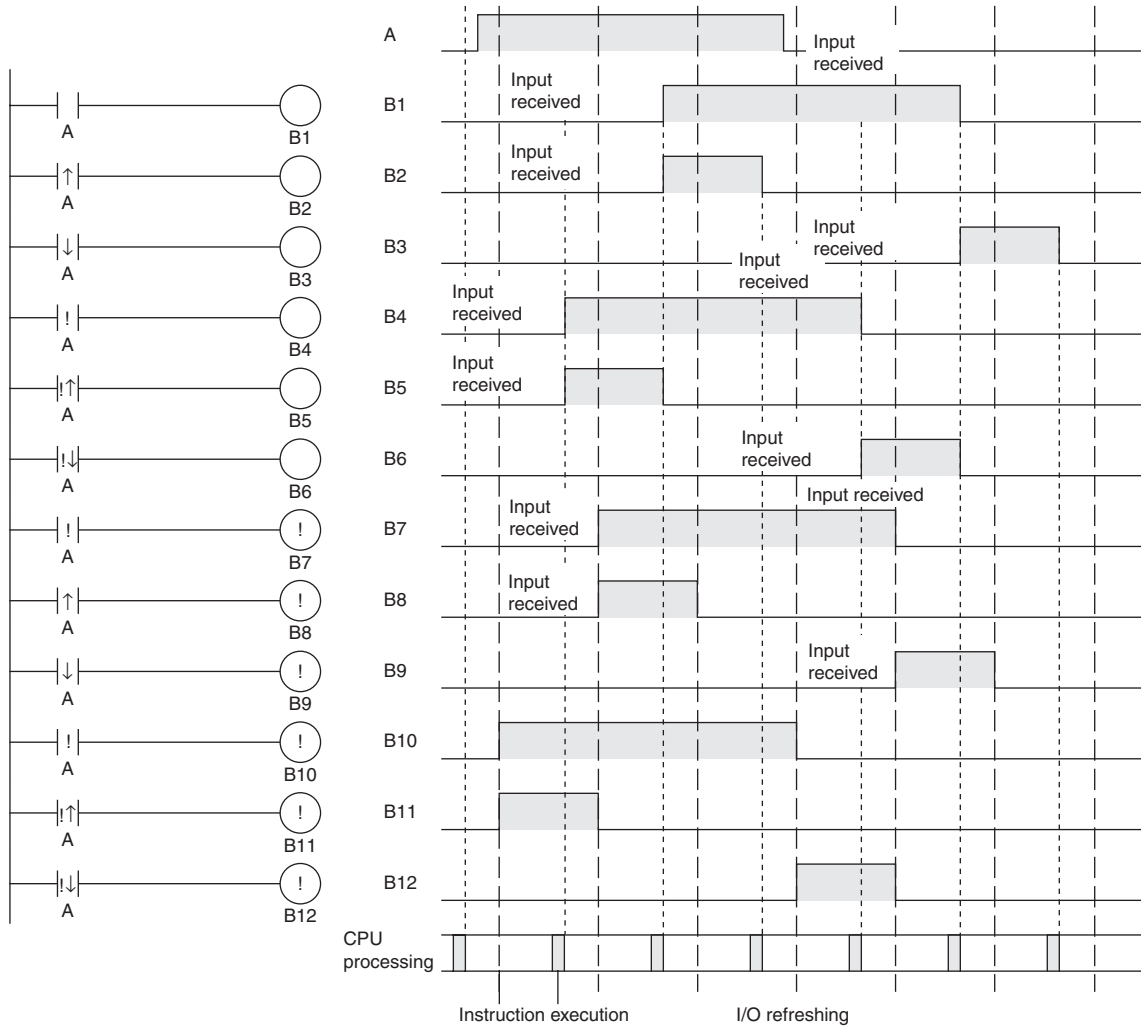 A
Input
received
B1
Input
received
A
B1
B2
Input
received
↑
A
B2
B3
Input
received
↓
A
B3
Input
received
B4
Input
received
!
A
B4
B5
Input
received
!↑
A
B5
B6
Input
received
!↓
A
B6
B7
Input
received
Input received
!
!
A
B7
B8
Input
received
↑
!
A
B8
B9
Input
received
↓
!
A
B9
B10
!
!
A
B10
B11
!↑
!
A
B11
B12
!↓
!
A
B12
CPU
processing
Instruction execution
I/O refreshing